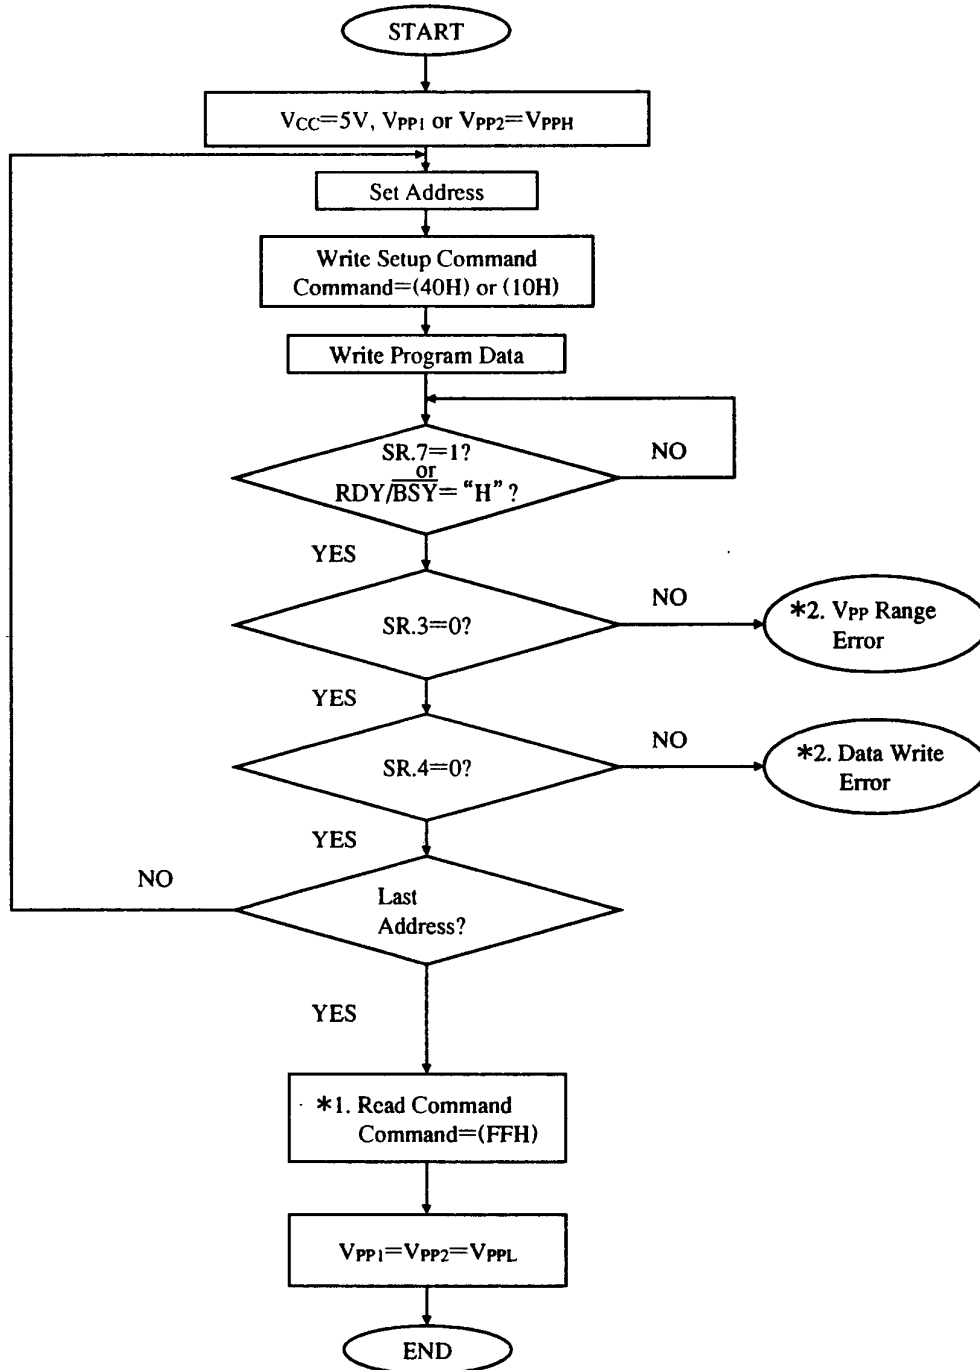 START
VCC=5V, VPP1 or VPP2=VPPH
Set Address
Write Setup Command
Command=(40H) or (10H)
Write Program Data
SR.7=1?
or
RDY/BSY= “H” ?
NO
YES
SR.3=0?
NO
*2. VPP Range
Error
YES
SR.4=0?
NO
*2. Data Write
Error
YES
NO
Last
Address?
YES
*1. Read Command
Command=(FFH)
VPP1=VPP2=VPPL
END